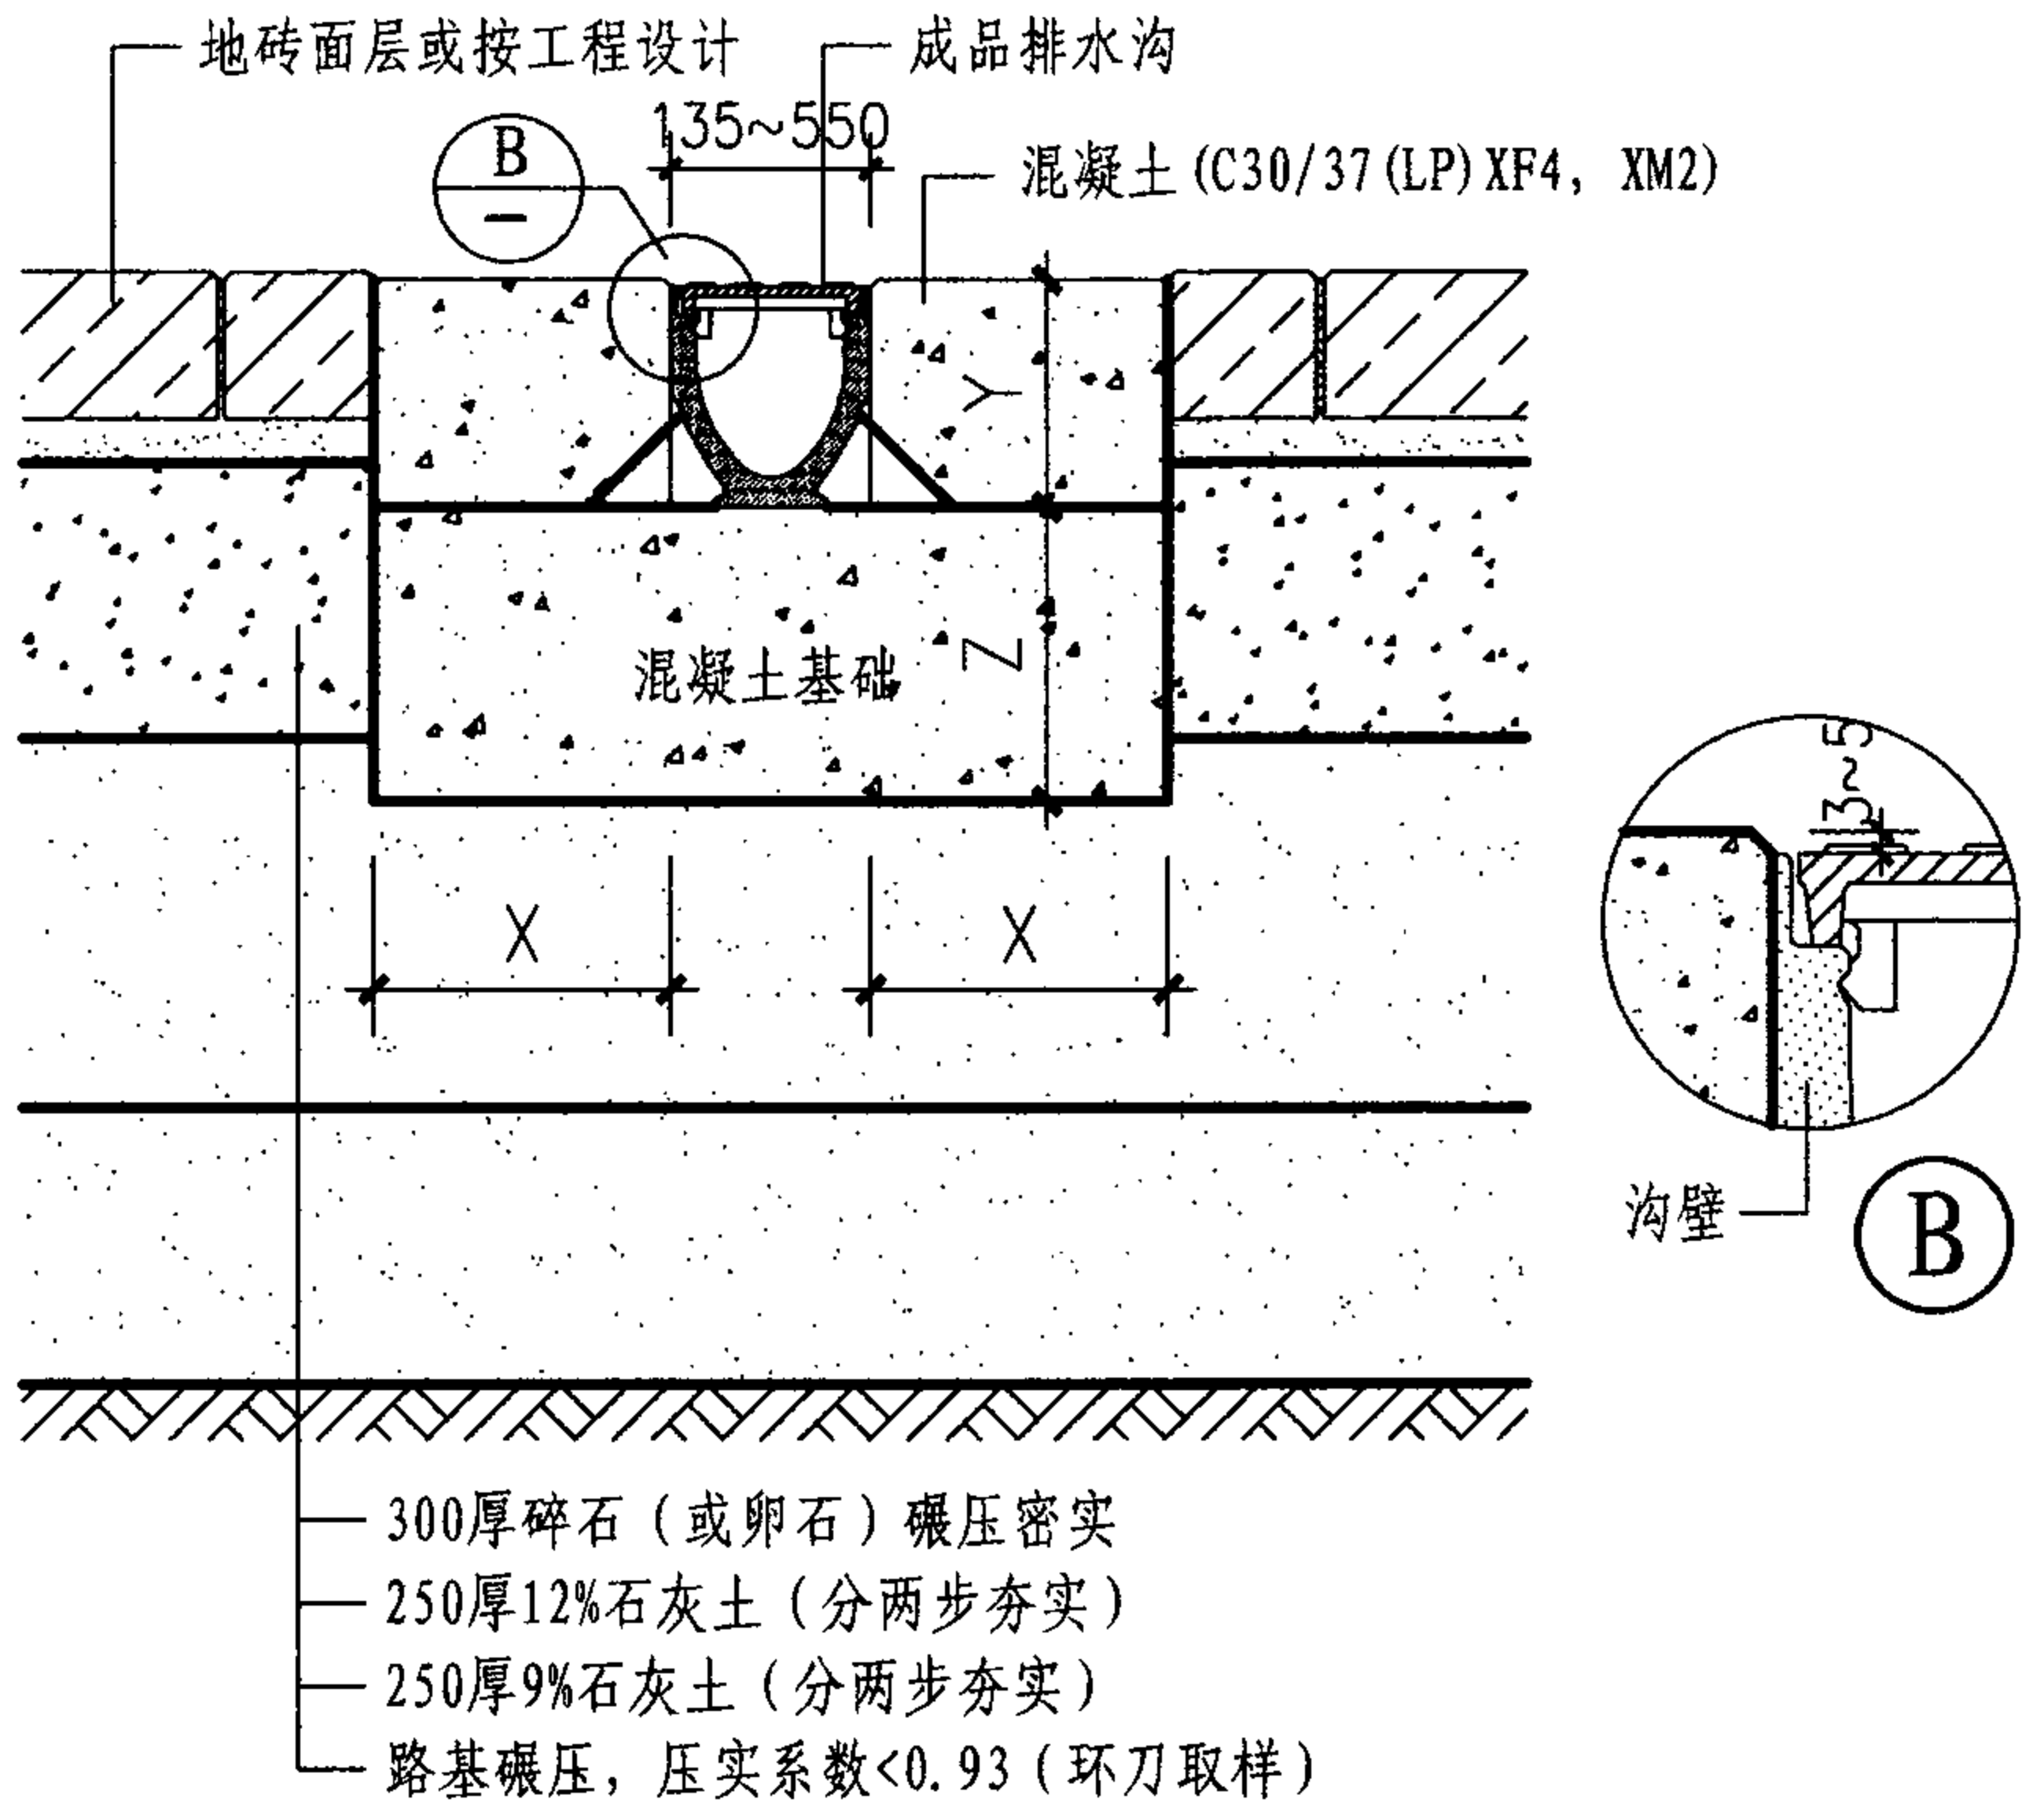 地砖面层或按工程设计
成品排水沟
135~550
B
—
混凝土(C30/37(LP)XF4, XM2)
Y
混凝土基础
Z
3~5
X
X
沟壁
B
300厚碎石(或卵石)碾压密实
250厚12%石灰土(分两步夯实)
250厚9%石灰土(分两步夯实)
路基碾压, 压实系数<0.93(环刀取样)